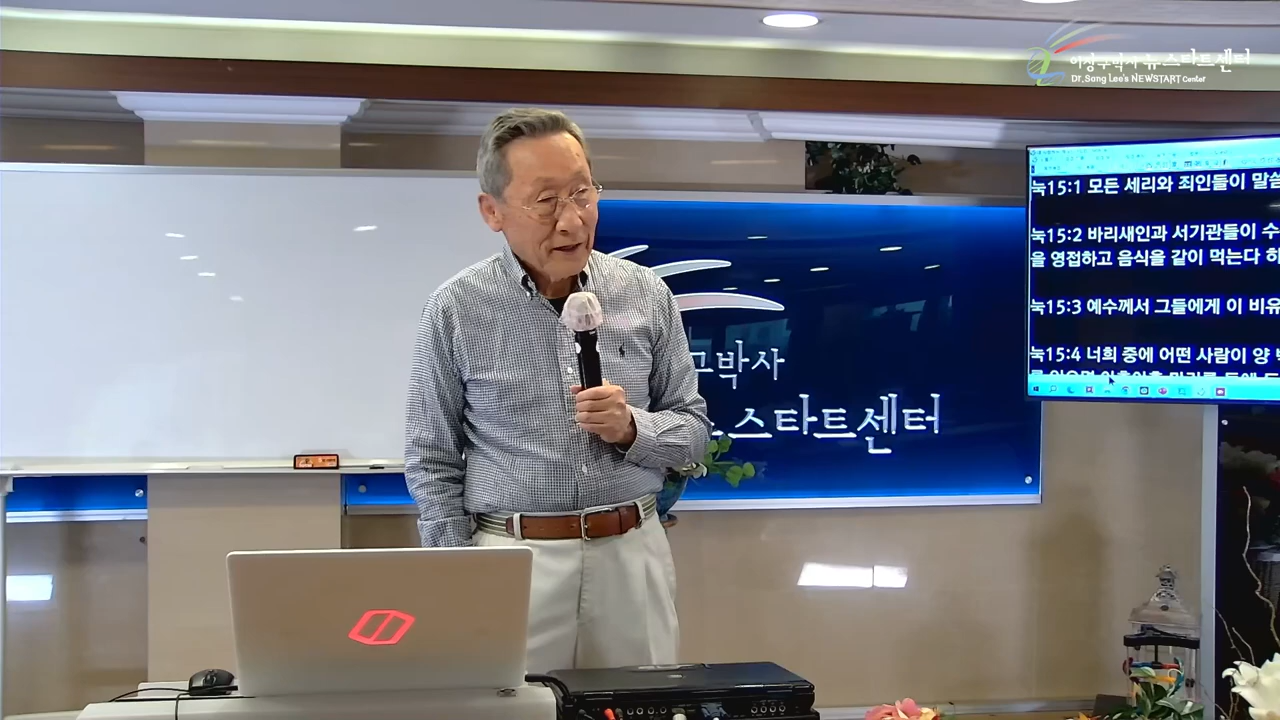 이상구박사 뉴스타트센터
Dr. Sang Lee's NEWSTART Center
눅15:1 모든 세리와 죄인들이 말씀
눅15:2 바리새인과 서기관들이 수
을 영접하고 음식을 같이 먹는다 하
눅15:3 예수께서 그들에게 이 비유
눅15:4 너희 중에 어떤 사람이 양
구박사
스타트센터